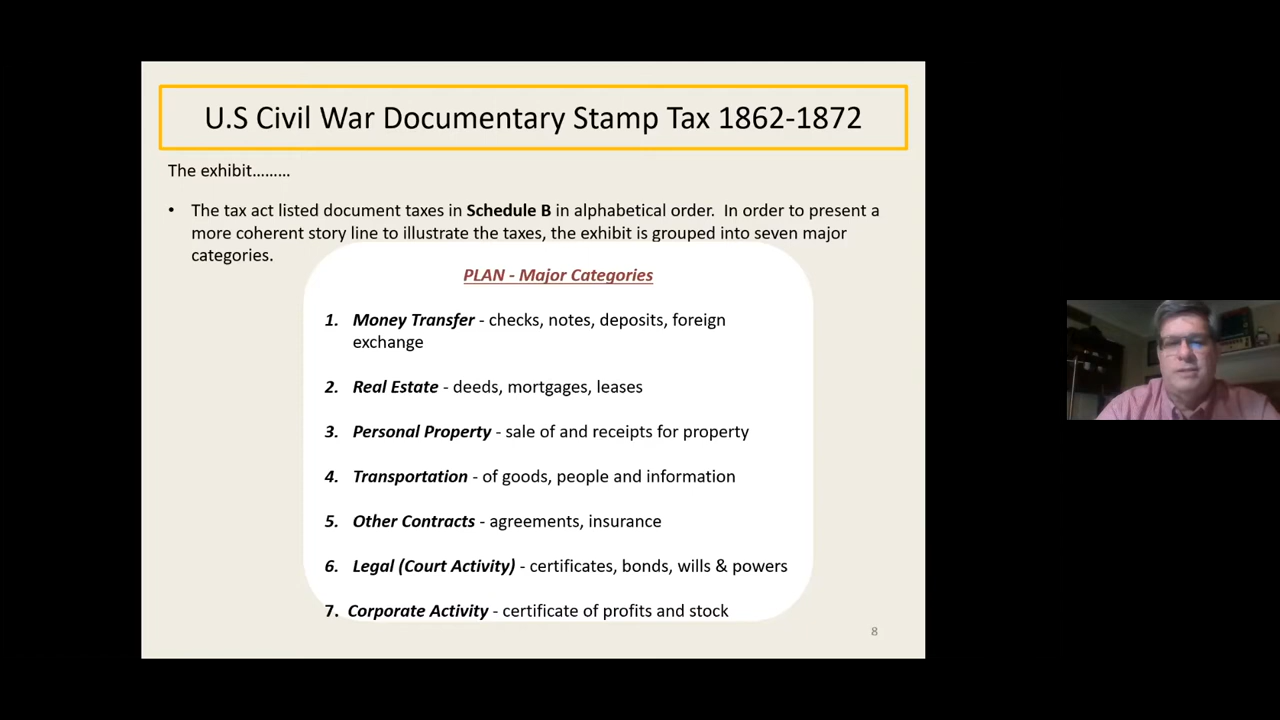 U.S Civil War Documentary Stamp Tax 1862-1872
The exhibit.........
• The tax act listed document taxes in Schedule B in alphabetical order. In order to present a
more coherent story line to illustrate the taxes, the exhibit is grouped into seven major
categories.
PLAN - Major Categories
1. Money Transfer - checks, notes, deposits, foreign
exchange
2. Real Estate - deeds, mortgages, leases
3. Personal Property - sale of and receipts for property
4. Transportation - of goods, people and information
5. Other Contracts - agreements, insurance
6. Legal (Court Activity) - certificates, bonds, wills & powers
7. Corporate Activity - certificate of profits and stock
8